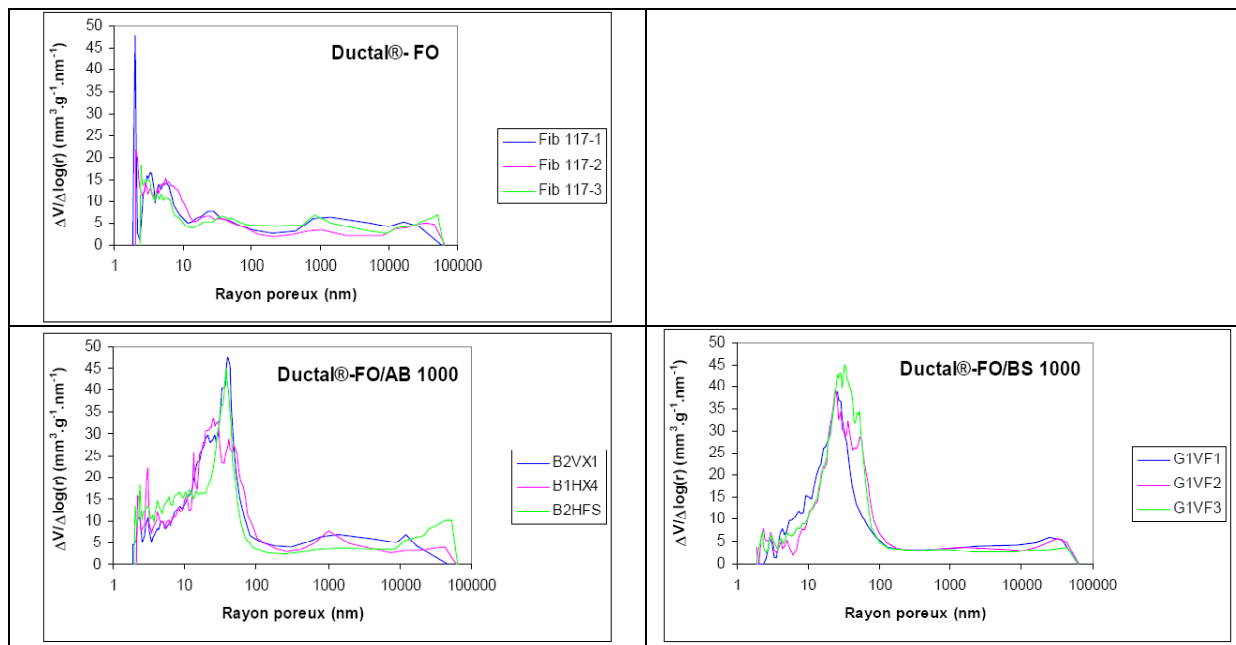 Ductal®- FO
ΔV/Δlog(r) (mm³.g⁻¹.nm⁻¹)
50
45
40
35
30
25
20
15
10
5
0
1 10 100 1000 10000 100000
Rayon poreux (nm)
Fib 117-1
Fib 117-2
Fib 117-3
Ductal®-FO/AB 1000
ΔV/Δlog(r) (mm³.g⁻¹.nm⁻¹)
50
45
40
35
30
25
20
15
10
5
0
1 10 100 1000 10000 100000
Rayon poreux (nm)
B2VX1
B1HX4
B2HFS
Ductal®-FO/BS 1000
ΔV/Δlog(r) (mm³.g⁻¹.nm⁻¹)
50
45
40
35
30
25
20
15
10
5
0
1 10 100 1000 10000 100000
Rayon poreux (nm)
G1VF1
G1VF2
G1VF3